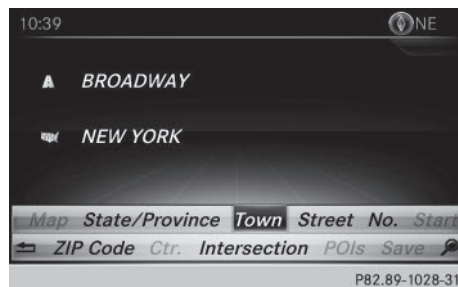 10:39 NE
A BROADWAY
NEW YORK
Map State/Province Town Street No. Start
ZIP Code Ctr. Intersection POIs Save
P82.89-1028-31